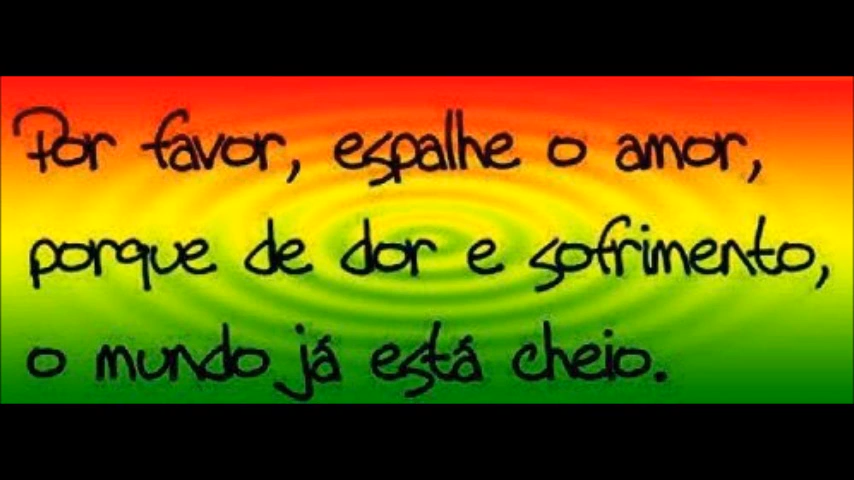 Por favor, espalhe o amor,
porque de dor e sofrimento,
o mundo já está cheio.